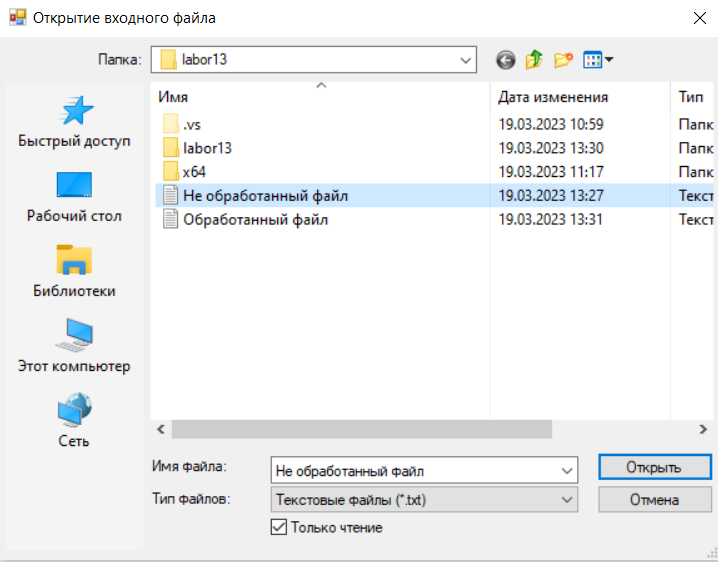 Открытие входного файла
Папка: labor13
Имя Дата изменения Тип
.vs 19.03.2023 10:59 Папк
labor13 19.03.2023 13:30 Папк
x64 19.03.2023 11:17 Папк
Не обработанный файл 19.03.2023 13:27 Текст
Обработанный файл 19.03.2023 13:31 Текст
Быстрый доступ
Рабочий стол
Библиотеки
Этот компьютер
Сеть
Имя файла: Не обработанный файл Открыть
Тип файлов: Текстовые файлы (*.txt) Отмена
Только чтение